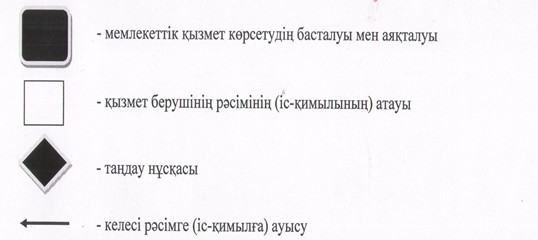 - мемлекеттік қызмет көрсетудің басталуы мен аяқталуы
- қызмет берушінің рәсімінің (іс-қимылының) атауы
- таңдау нұсқасы
- келесі рәсімге (іс-қимылға) ауысу